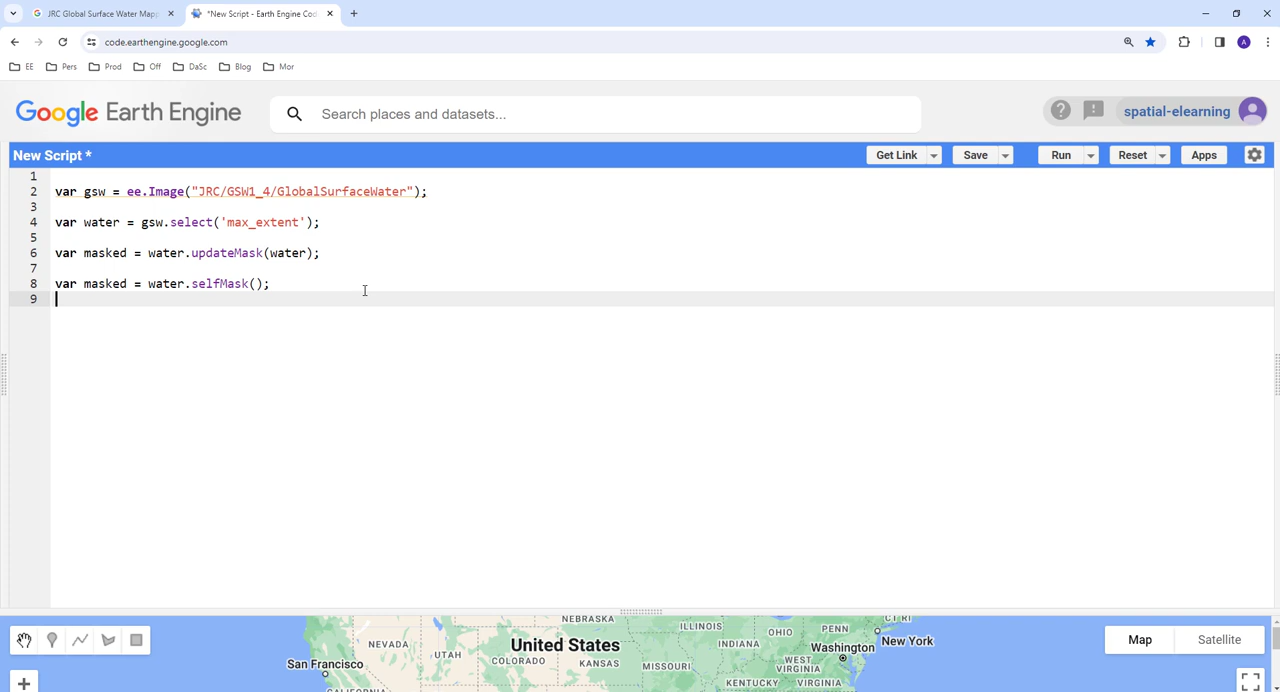 JRC Global Surface Water Mapp
*New Script - Earth Engine Cod
code.earthengine.google.com
A
EE
Pers
Prod
Off
DaSc
Blog
Mor
Google Earth Engine
Search places and datasets...
spatial-elearning
New Script *
Get Link
Save
Run
Reset
Apps
1
2 var gsw = ee.Image("JRC/GSW1_4/GlobalSurfaceWater");
3
4 var water = gsw.select('max_extent');
5
6 var masked = water.updateMask(water);
7
8 var masked = water.selfMask();
9
NEBRASKA
ILLINOIS
OHIO
PENN
CT RI
NEVADA
UTAH
United States
INDIANA
New York
Washington
COLORADO
KANSAS
MISSOURI
WEST
VIRGINIA
San Francisco
KENTUCKY
VIRGINIA
CALIFORNIA
Map
Satellite